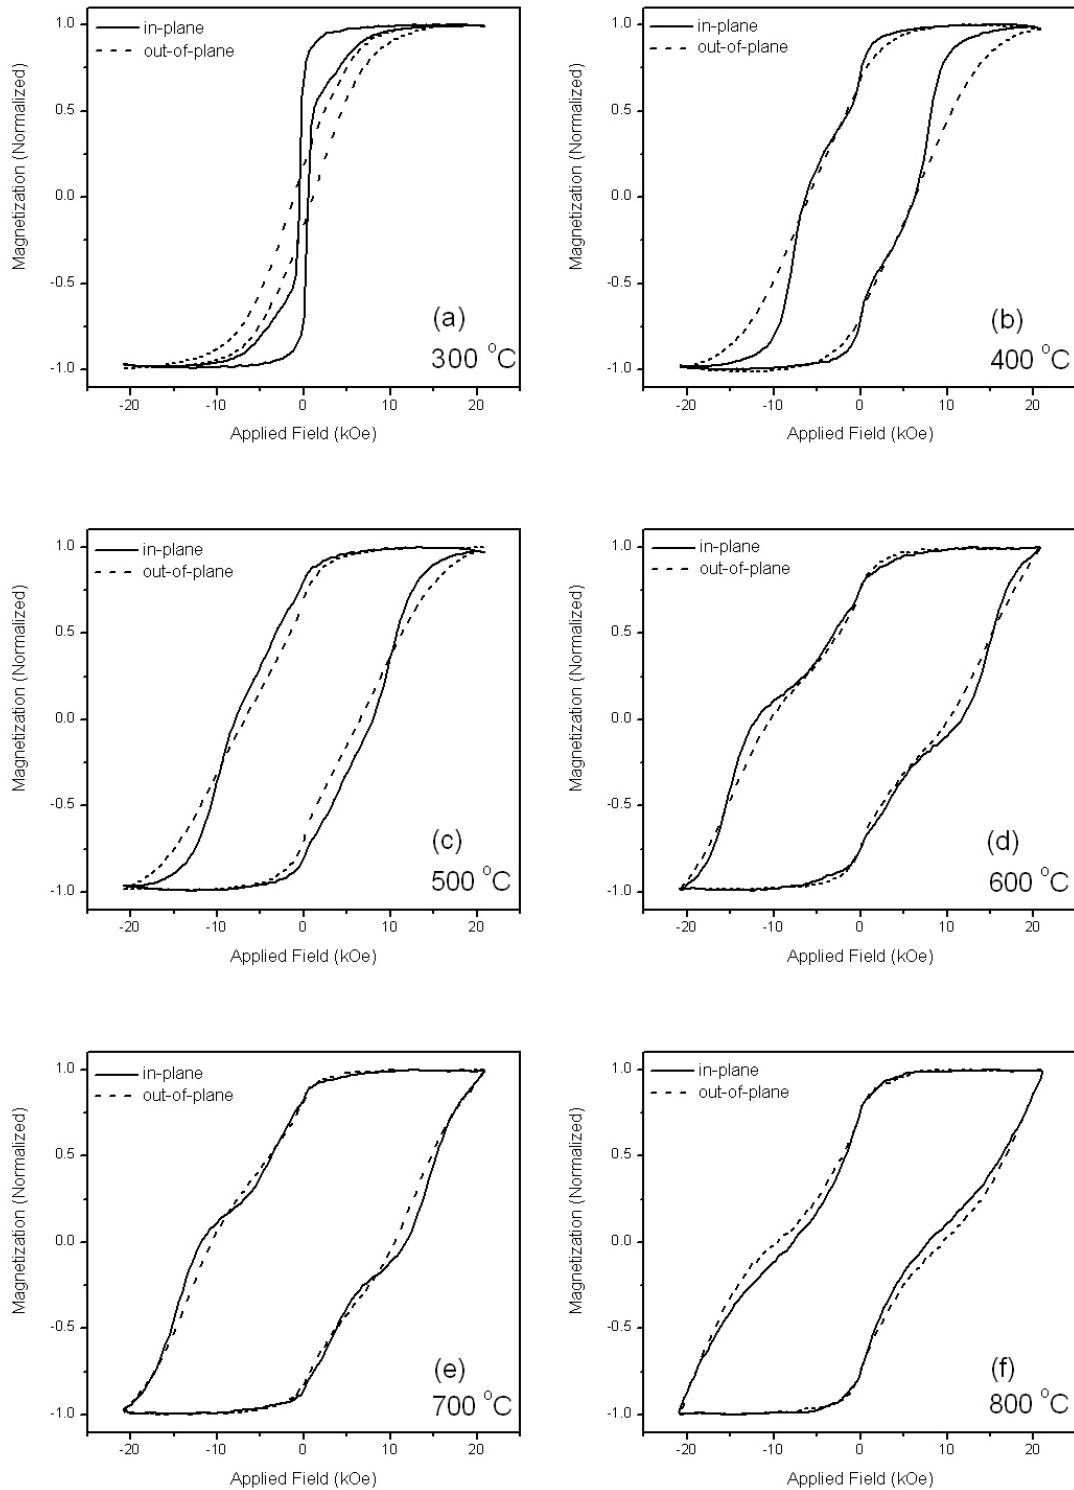 in-plane
out-of-plane
1.0
0.5
0.0
-0.5
-1.0
Magnetization (Normalized)
(a)
300 °C
-20 -10 0 10 20
Applied Field (kOe)
in-plane
out-of-plane
1.0
0.5
0.0
-0.5
-1.0
Magnetization (Normalized)
(b)
400 °C
-20 -10 0 10 20
Applied Field (kOe)
in-plane
out-of-plane
1.0
0.5
0.0
-0.5
-1.0
Magnetization (Normalized)
(c)
500 °C
-20 -10 0 10 20
Applied Field (kOe)
in-plane
out-of-plane
1.0
0.5
0.0
-0.5
-1.0
Magnetization (Normalized)
(d)
600 °C
-20 -10 0 10 20
Applied Field (kOe)
in-plane
out-of-plane
1.0
0.5
0.0
-0.5
-1.0
Magnetization (Normalized)
(e)
700 °C
-20 -10 0 10 20
Applied Field (kOe)
in-plane
out-of-plane
1.0
0.5
0.0
-0.5
-1.0
Magnetization (Normalized)
(f)
800 °C
-20 -10 0 10 20
Applied Field (kOe)